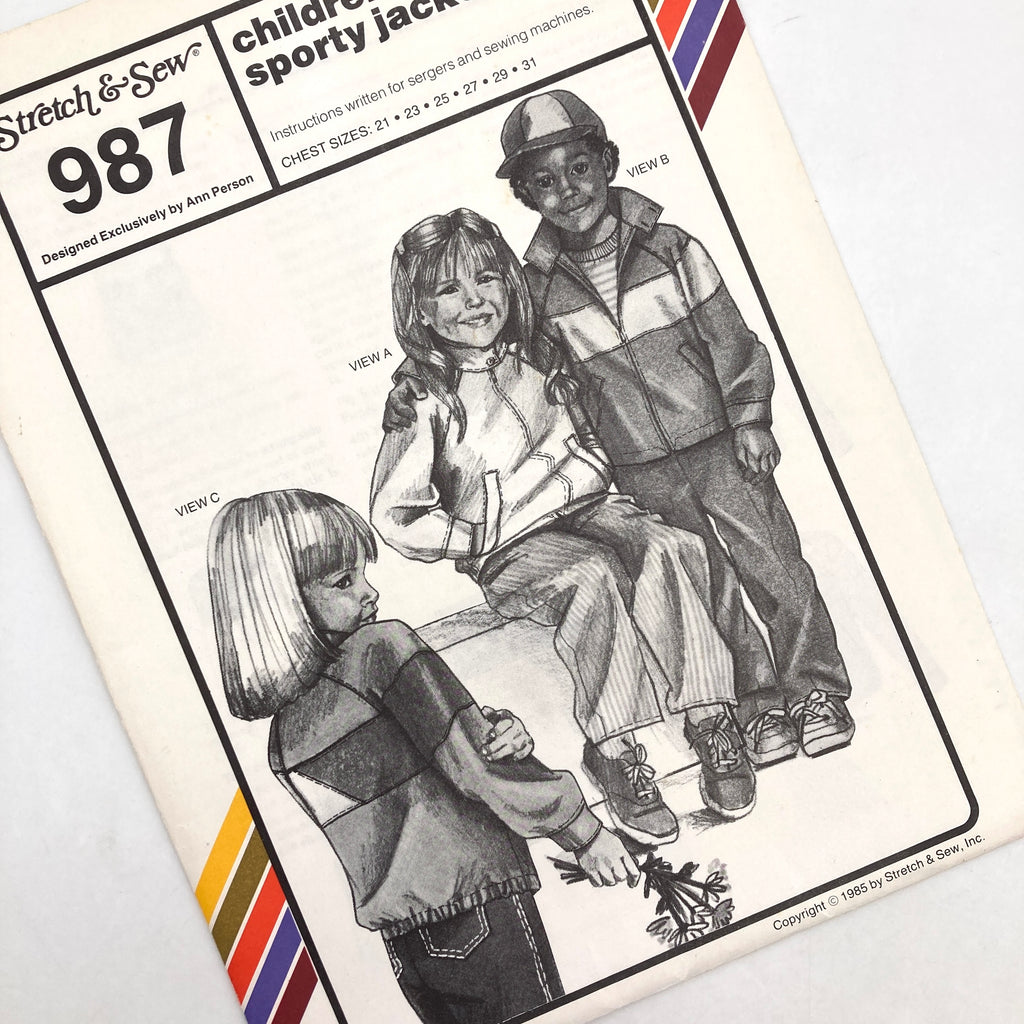 Stretch & Sew®
987
Designed Exclusively by Ann Person
sporty
Instructions written for sergers and sewing machines.
CHEST SIZES: 21 • 23 • 25 • 27 • 29 • 31
VIEW B
VIEW A
VIEW C
Copyright © 1985 by Stretch & Sew, Inc.